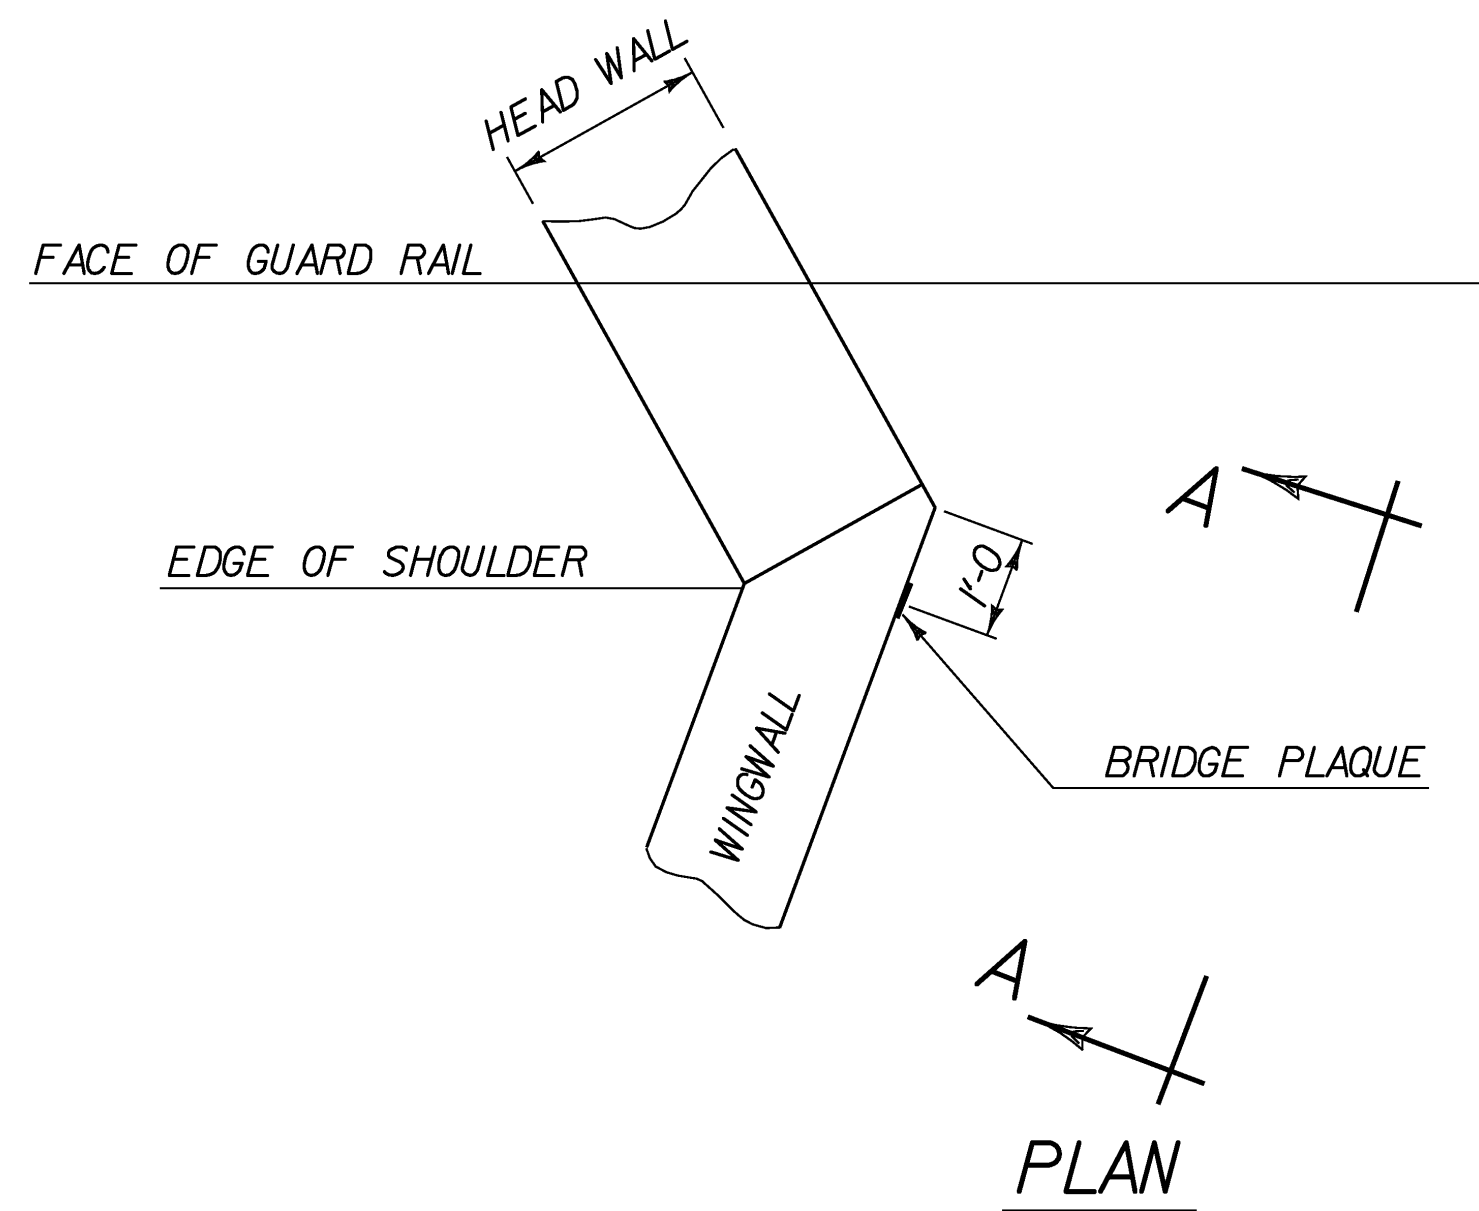 HEAD WALL
FACE OF GUARD RAIL
A
EDGE OF SHOULDER
1'-0
WINGWALL
BRIDGE PLAQUE
A
PLAN